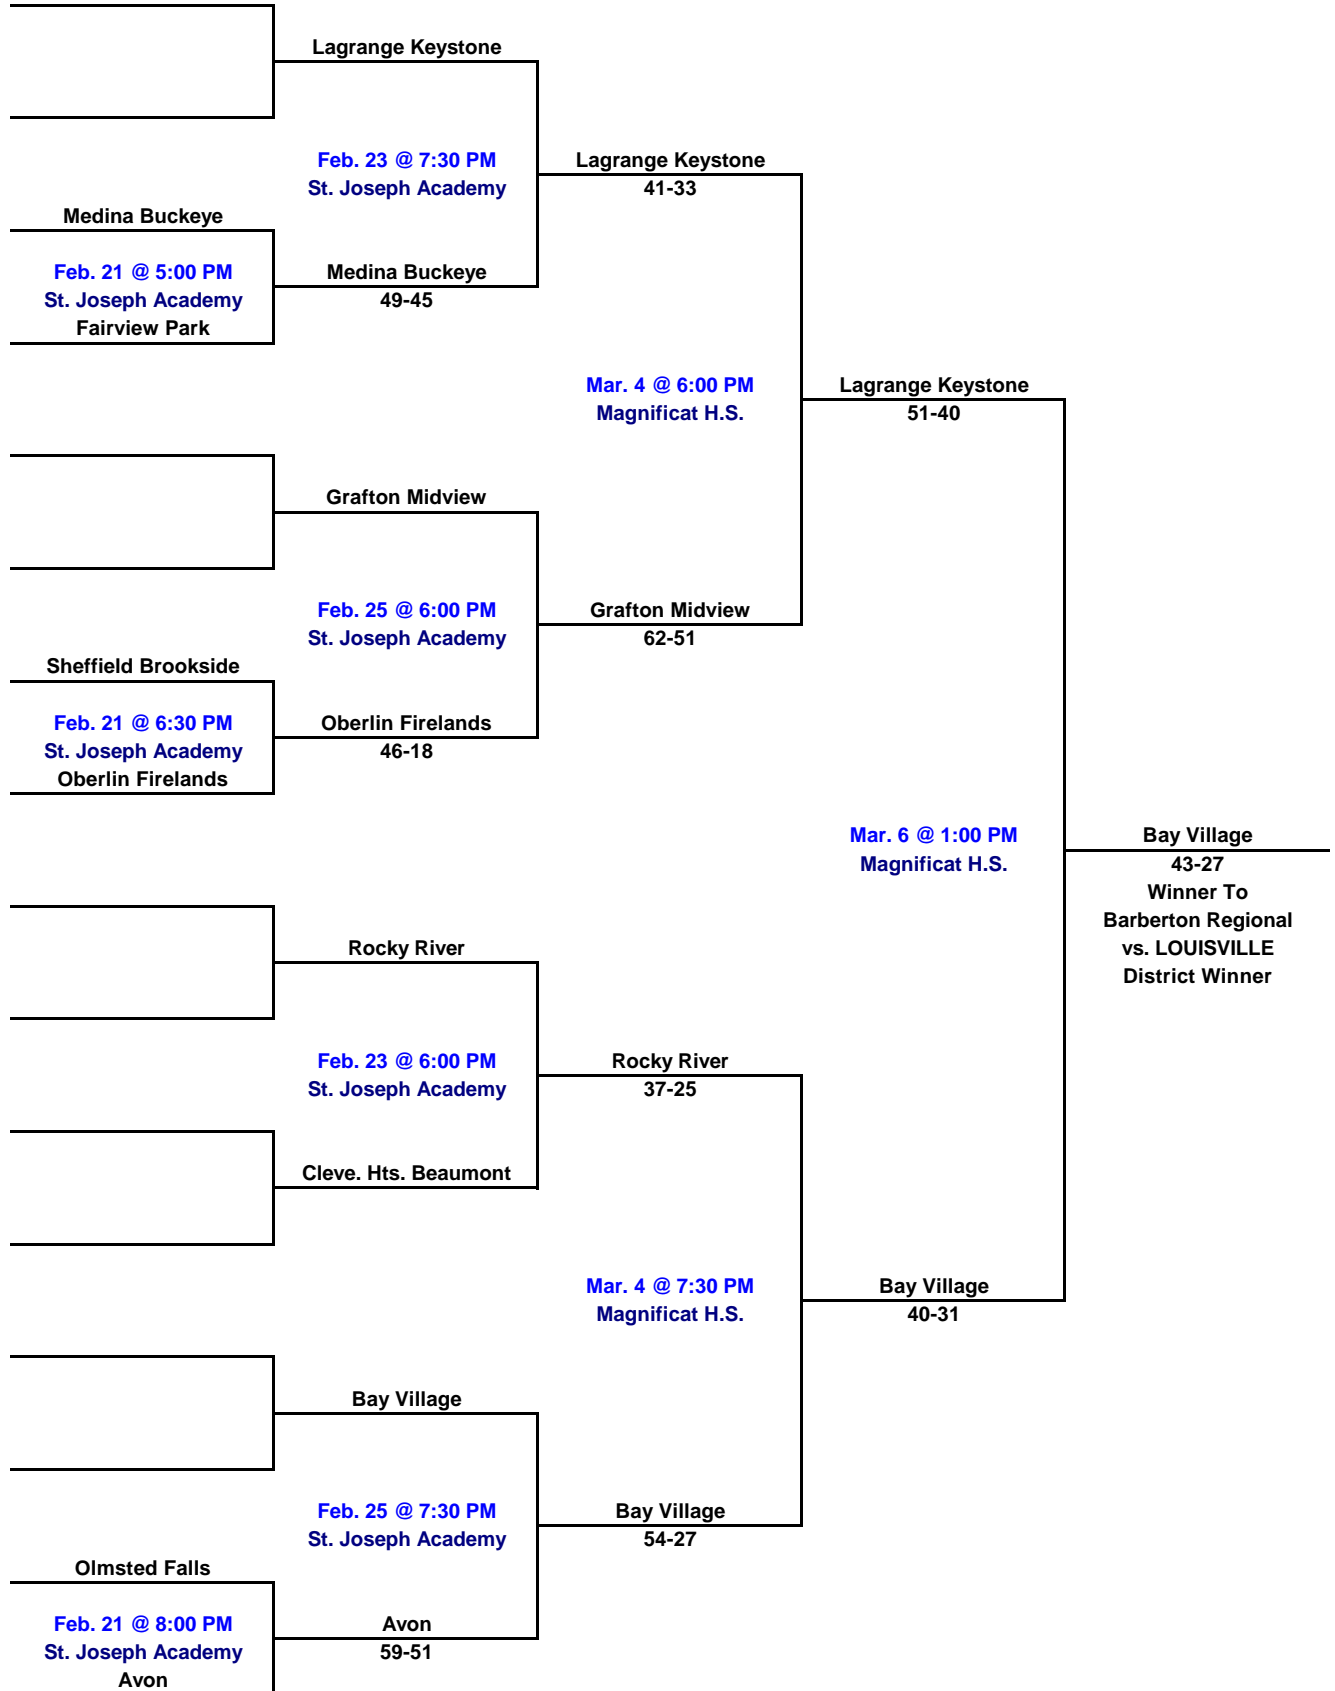 Lagrange Keystone
Feb. 23 @ 7:30 PM
St. Joseph Academy
Lagrange Keystone
41-33
Medina Buckeye
Feb. 21 @ 5:00 PM
St. Joseph Academy
Fairview Park
Medina Buckeye
49-45
Mar. 4 @ 6:00 PM
Magnificat H.S.
Lagrange Keystone
51-40
Grafton Midview
Feb. 25 @ 6:00 PM
St. Joseph Academy
Grafton Midview
62-51
Sheffield Brookside
Feb. 21 @ 6:30 PM
St. Joseph Academy
Oberlin Firelands
Oberlin Firelands
46-18
Mar. 6 @ 1:00 PM
Magnificat H.S.
Bay Village
43-27
Winner To
Barberton Regional
vs. LOUISVILLE
District Winner
Rocky River
Feb. 23 @ 6:00 PM
St. Joseph Academy
Rocky River
37-25
Cleve. Hts. Beaumont
Mar. 4 @ 7:30 PM
Magnificat H.S.
Bay Village
40-31
Bay Village
Feb. 25 @ 7:30 PM
St. Joseph Academy
Bay Village
54-27
Olmsted Falls
Feb. 21 @ 8:00 PM
St. Joseph Academy
Avon
Avon
59-51